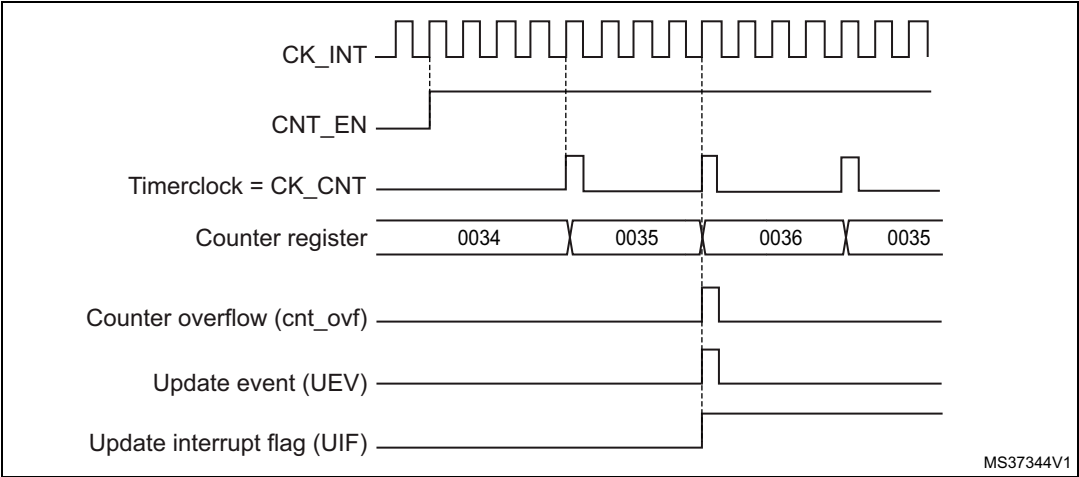 CK_INT
CNT_EN
Timerclock = CK_CNT
Counter register 0034 0035 0036 0035
Counter overflow (cnt_ovf)
Update event (UEV)
Update interrupt flag (UIF)
MS37344V1